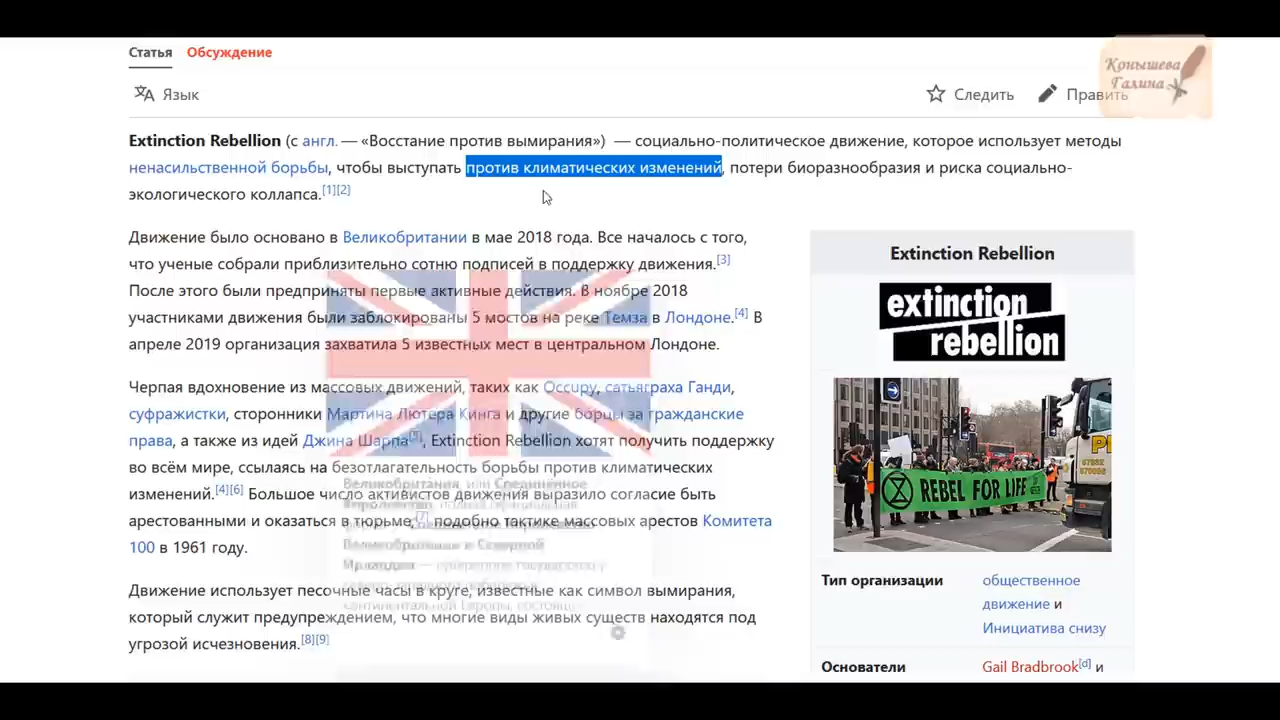 Статья Обсуждение
Конышева
Галина
Язык
Следить
Править
Extinction Rebellion (с англ. — «Восстание против вымирания») — социально-политическое движение, которое использует методы
ненасильственной борьбы, чтобы выступать против климатических изменений, потери биоразнообразия и риска социально-
экологического коллапса.[1][2]
Движение было основано в Великобритании в мае 2018 года. Все началось с того,
что ученые собрали приблизительно сотню подписей в поддержку движения.[3]
После этого были предприняты первые активные действия. В ноябре 2018
участниками движения были заблокированы 5 мостов на реке Темза в Лондоне.[4] В
апреле 2019 организация захватила 5 известных мест в центральном Лондоне.
Черпая вдохновение из массовых движений, таких как Occupy, сатьяграха Ганди,
суфражистки, сторонники Мартина Лютера Кинга и другие борцы за гражданские
права, а также из идей Джина Шарпа[5], Extinction Rebellion хотят получить поддержку
во всём мире, ссылаясь на безотлагательность борьбы против климатических
изменений.[4][6] Большое число активистов движения выразило согласие быть
арестованными и оказаться в тюрьме,[7] подобно тактике массовых арестов Комитета
100 в 1961 году.
Движение использует песочные часы в круге, известные как символ вымирания,
который служит предупреждением, что многие виды живых существ находятся под
угрозой исчезновения.[8][9]
Великобритания, или Соединённое
Великобритании и Северной
Ирландии
Extinction Rebellion
extinction
rebellion
REBEL FOR LIFE
Тип организации
общественное
движение и
Инициатива снизу
Основатели
Gail Bradbrook[d] и